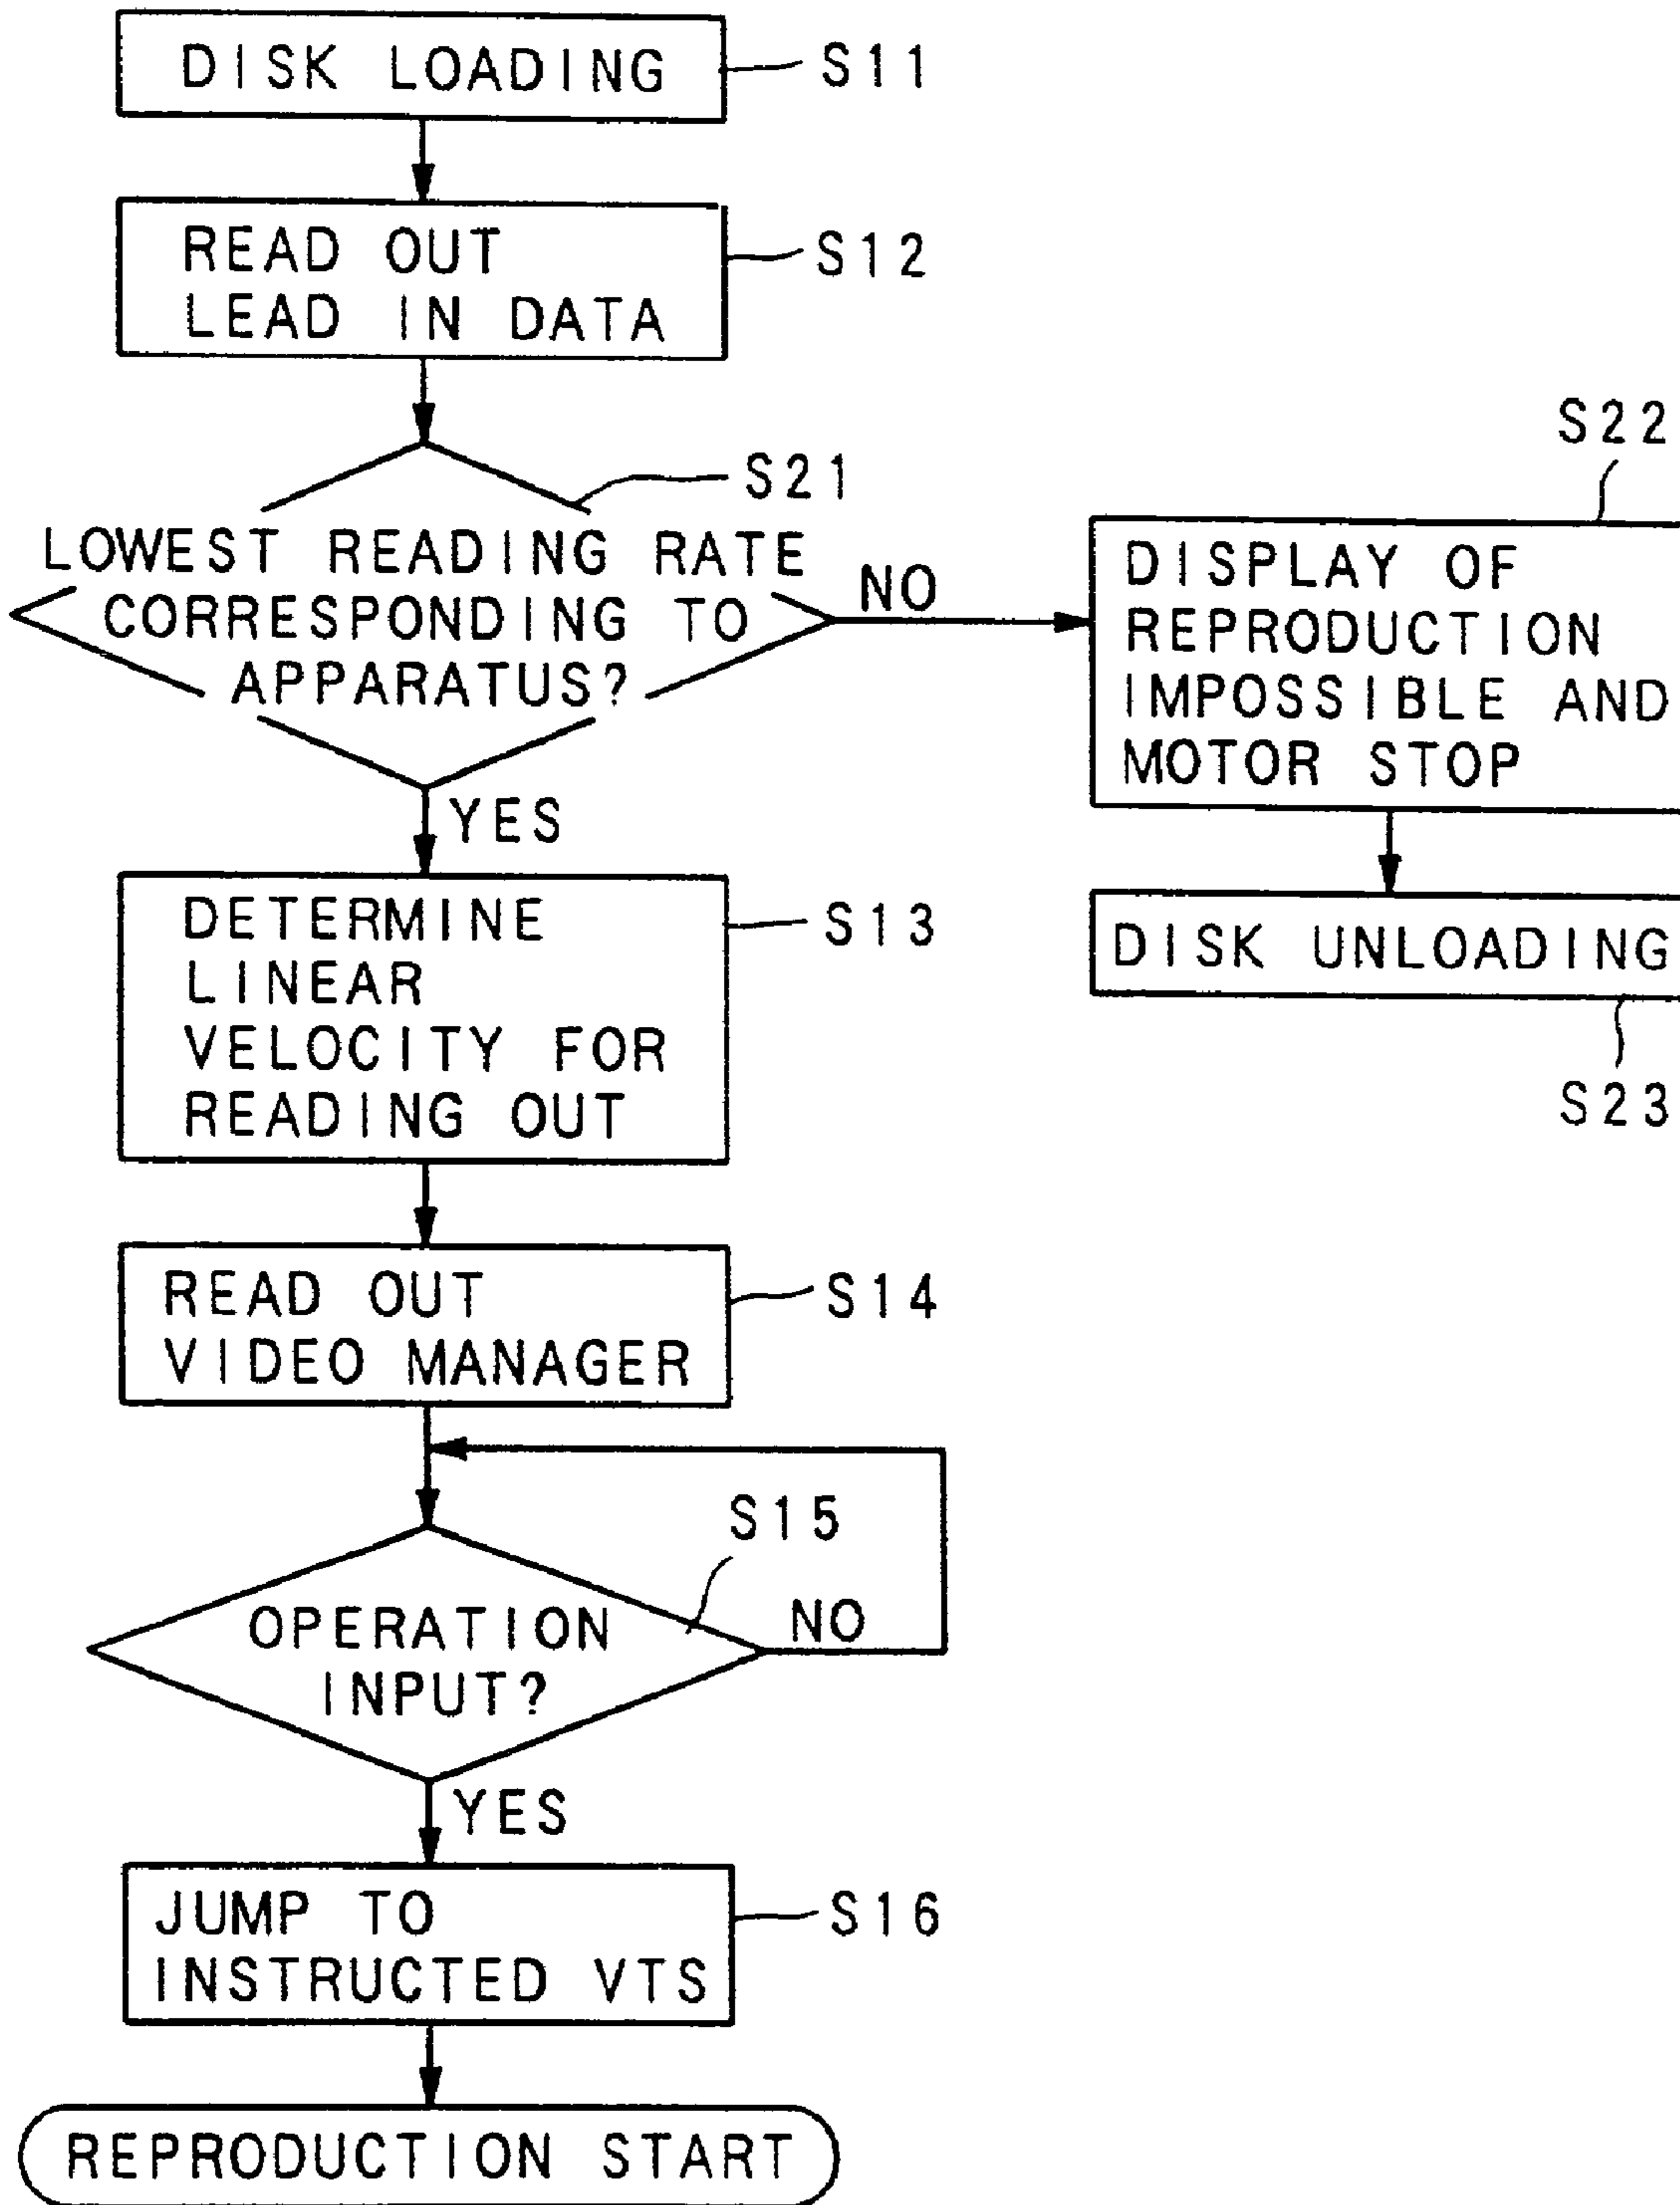 DISK LOADING
S11
READ OUT
LEAD IN DATA
S12
S21
LOWEST READING RATE
CORRESPONDING TO
APPARATUS?
NO
YES
S22
DISPLAY OF
REPRODUCTION
IMPOSSIBLE AND
MOTOR STOP
DISK UNLOADING
S23
DETERMINE
LINEAR
VELOCITY FOR
READING OUT
S13
READ OUT
VIDEO MANAGER
S14
S15
OPERATION
INPUT?
NO
YES
JUMP TO
INSTRUCTED VTS
S16
REPRODUCTION START